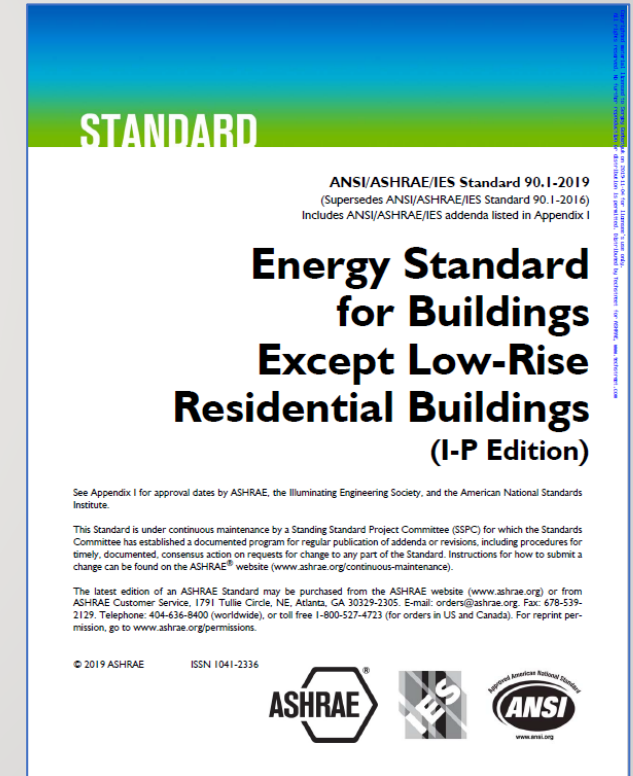 STANDARD
ANSI/ASHRAE/IES Standard 90.1-2019
(Supersedes ANSI/ASHRAE/IES Standard 90.1-2016)
Includes ANSI/ASHRAE/IES addenda listed in Appendix I
Energy Standard
for Buildings
Except Low-Rise
Residential Buildings
(I-P Edition)
See Appendix I for approval dates by ASHRAE, the Illuminating Engineering Society, and the American National Standards
Institute.
This Standard is under continuous maintenance by a Standing Standard Project Committee (SSPC) for which the Standards
Committee has established a documented program for regular publication of addenda or revisions, including procedures for
timely, documented, consensus action on requests for change to any part of the Standard. Instructions for how to submit a
change can be found on the ASHRAE® website (www.ashrae.org/continuous-maintenance).
The latest edition of an ASHRAE Standard may be purchased from the ASHRAE website (www.ashrae.org) or from
ASHRAE Customer Service, 1791 Tullie Circle, NE, Atlanta, GA 30329-2305. E-mail: orders@ashrae.org. Fax: 678-539-
2129. Telephone: 404-636-8400 (worldwide), or toll free 1-800-527-4723 (for orders in US and Canada). For reprint per-
mission, go to www.ashrae.org/permissions.
© 2019 ASHRAE ISSN 1041-2336
ASHRAE ®
IES
Approved American National Standard
ANSI
www.ansi.org